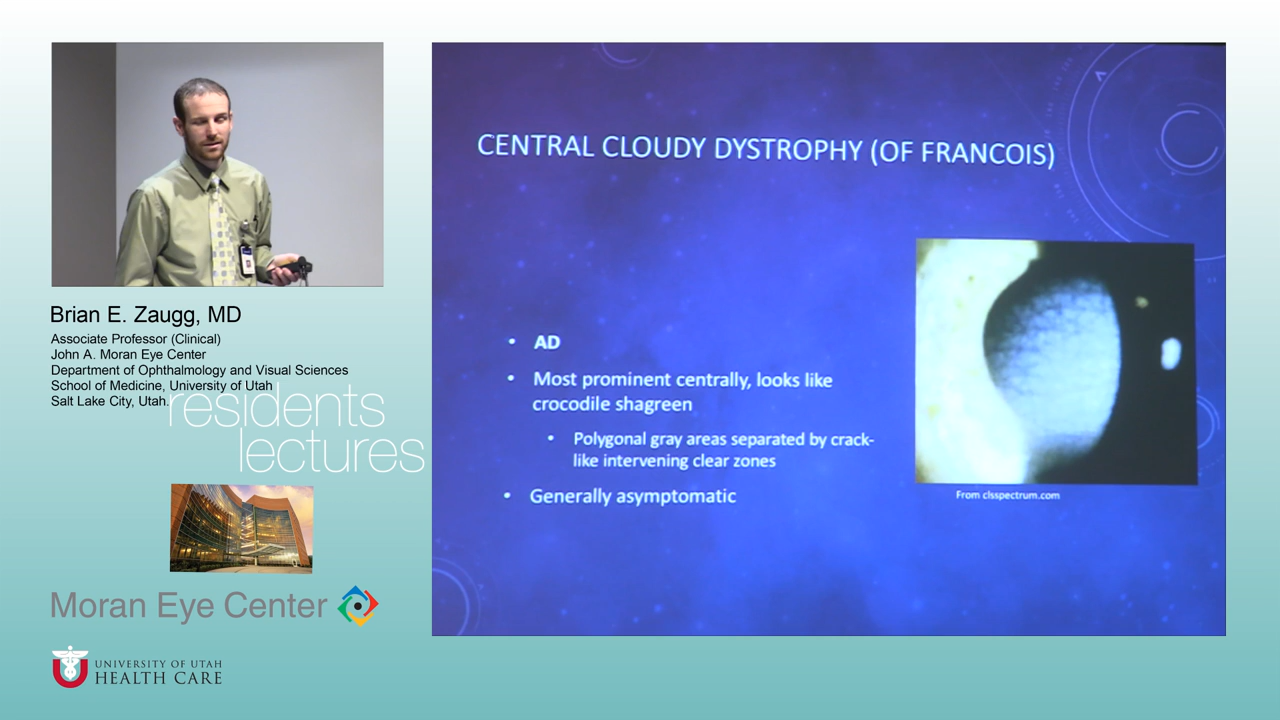 Brian E. Zaugg, MD
Associate Professor (Clinical)
John A. Moran Eye Center
Department of Ophthalmology and Visual Sciences
School of Medicine, University of Utah
Salt Lake City, Utah.
residents
lectures
Moran Eye Center
UNIVERSITY OF UTAH
HEALTH CARE
CENTRAL CLOUDY DYSTROPHY (OF FRANCOIS)
• AD
• Most prominent centrally, looks like
crocodile shagreen
• Polygonal gray areas separated by crack-
like intervening clear zones
• Generally asymptomatic
From clsspectrum.com